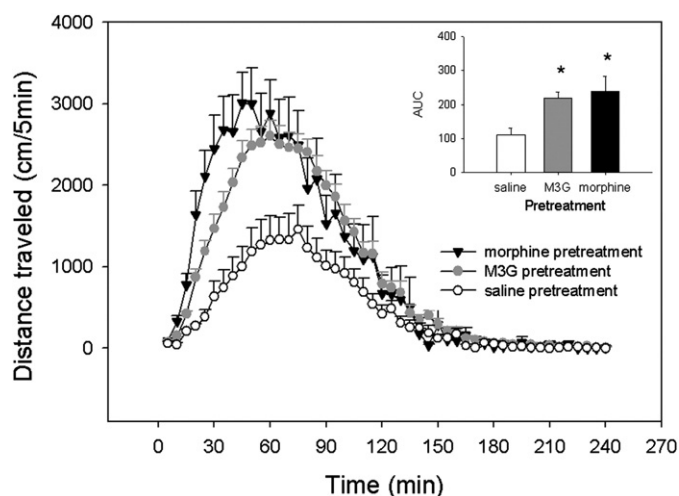 Distance traveled (cm/5min)
4000
3000
2000
1000
0
0 30 60 90 120 150 180 210 240 270
Time (min)
AUC
400
300
200
100
0
saline M3G morphine
Pretreatment
* *
morphine pretreatment
M3G pretreatment
saline pretreatment